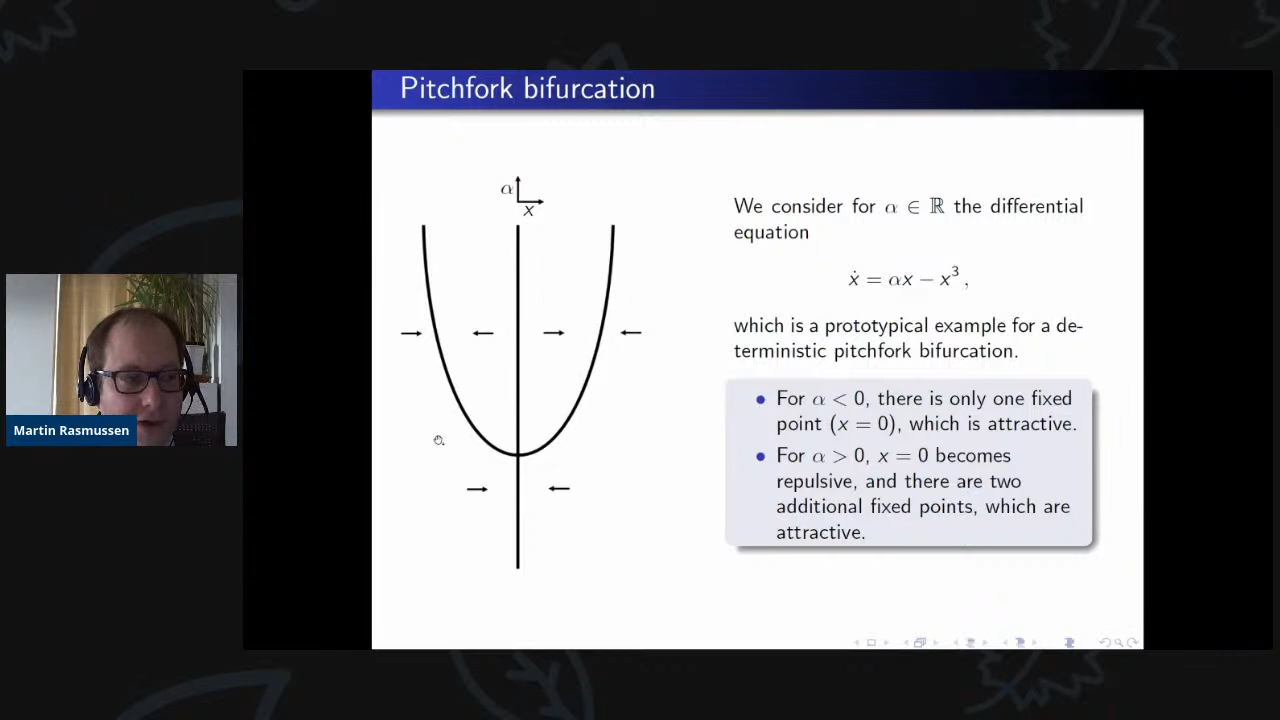 Pitchfork bifurcation
α
x
We consider for α ∈ ℝ the differential
equation
ẋ = αx − x³ ,
which is a prototypical example for a de-
terministic pitchfork bifurcation.
• For α < 0, there is only one fixed
point (x = 0), which is attractive.
• For α > 0, x = 0 becomes
repulsive, and there are two
additional fixed points, which are
attractive.
Martin Rasmussen